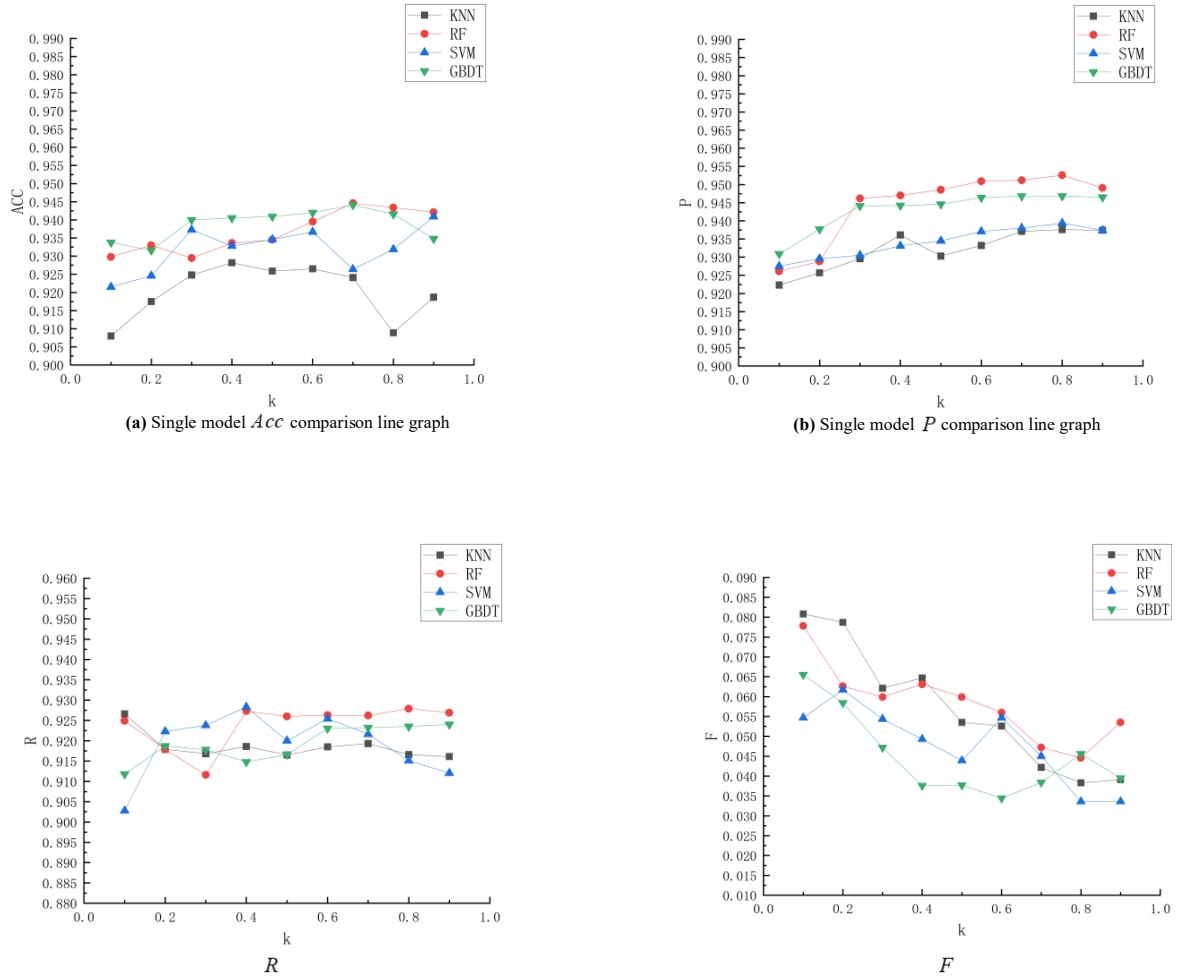 KNN
RF
SVM
GBDT
0.990
0.985
0.980
0.975
0.970
0.965
0.960
0.955
0.950
0.945
0.940
0.935
0.930
0.925
0.920
0.915
0.910
0.905
0.900
ACC
0.0 0.2 0.4 0.6 0.8 1.0
k
(a) Single model Acc comparison line graph
KNN
RF
SVM
GBDT
0.990
0.985
0.980
0.975
0.970
0.965
0.960
0.955
0.950
0.945
0.940
0.935
0.930
0.925
0.920
0.915
0.910
0.905
0.900
P
0.0 0.2 0.4 0.6 0.8 1.0
k
(b) Single model P comparison line graph
KNN
RF
SVM
GBDT
0.960
0.955
0.950
0.945
0.940
0.935
0.930
0.925
0.920
0.915
0.910
0.905
0.900
0.895
0.890
0.885
0.880
R
0.0 0.2 0.4 0.6 0.8 1.0
k
R
KNN
RF
SVM
GBDT
0.090
0.085
0.080
0.075
0.070
0.065
0.060
0.055
0.050
0.045
0.040
0.035
0.030
0.025
0.020
0.015
0.010
F
0.0 0.2 0.4 0.6 0.8 1.0
k
F